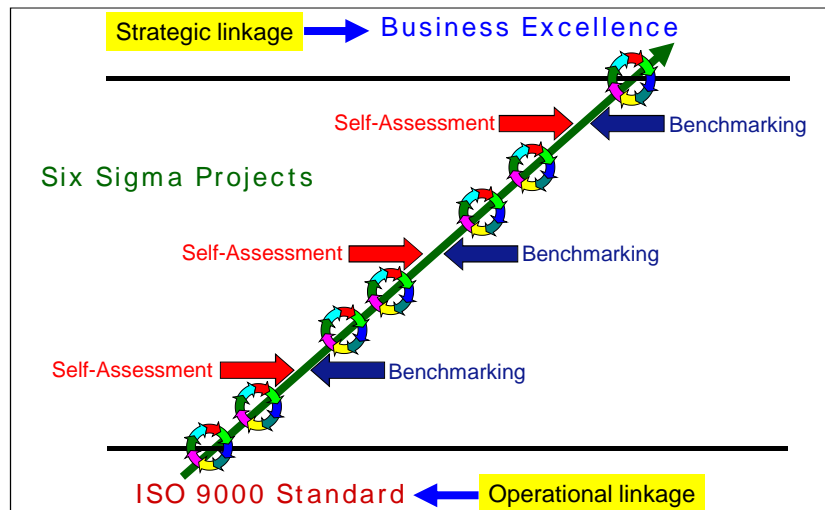 Strategic linkage
Business Excellence
Self-Assessment
Benchmarking
Six Sigma Projects
Self-Assessment
Benchmarking
Self-Assessment
Benchmarking
ISO 9000 Standard
Operational linkage